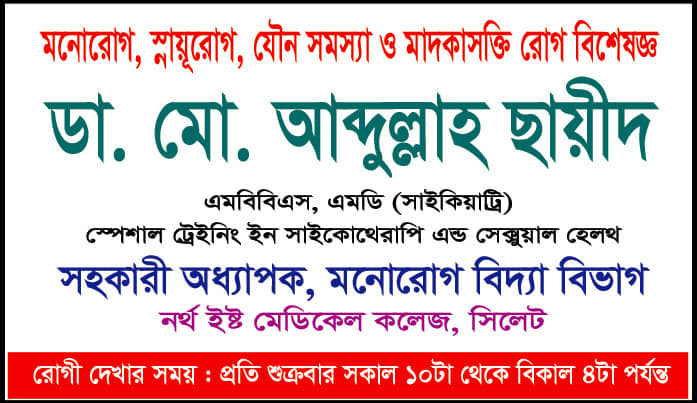 মনোরোগ, স্নায়ূরোগ, যৌন সমস্যা ও মাদকাসক্তি রোগ বিশেষজ্ঞ
ডা. মো. আব্দুল্লাহ ছায়ীদ
এমবিবিএস, এমডি (সাইকিয়াট্রি)
স্পেশাল ট্রেইনিং ইন সাইকোথেরাপি এন্ড সেক্সুয়াল হেলথ
সহকারী অধ্যাপক, মনোরোগ বিদ্যা বিভাগ
নর্থ ইষ্ট মেডিকেল কলেজ, সিলেট
রোগী দেখার সময় : প্রতি শুক্রবার সকাল ১০টা থেকে বিকাল ৪টা পর্যন্ত